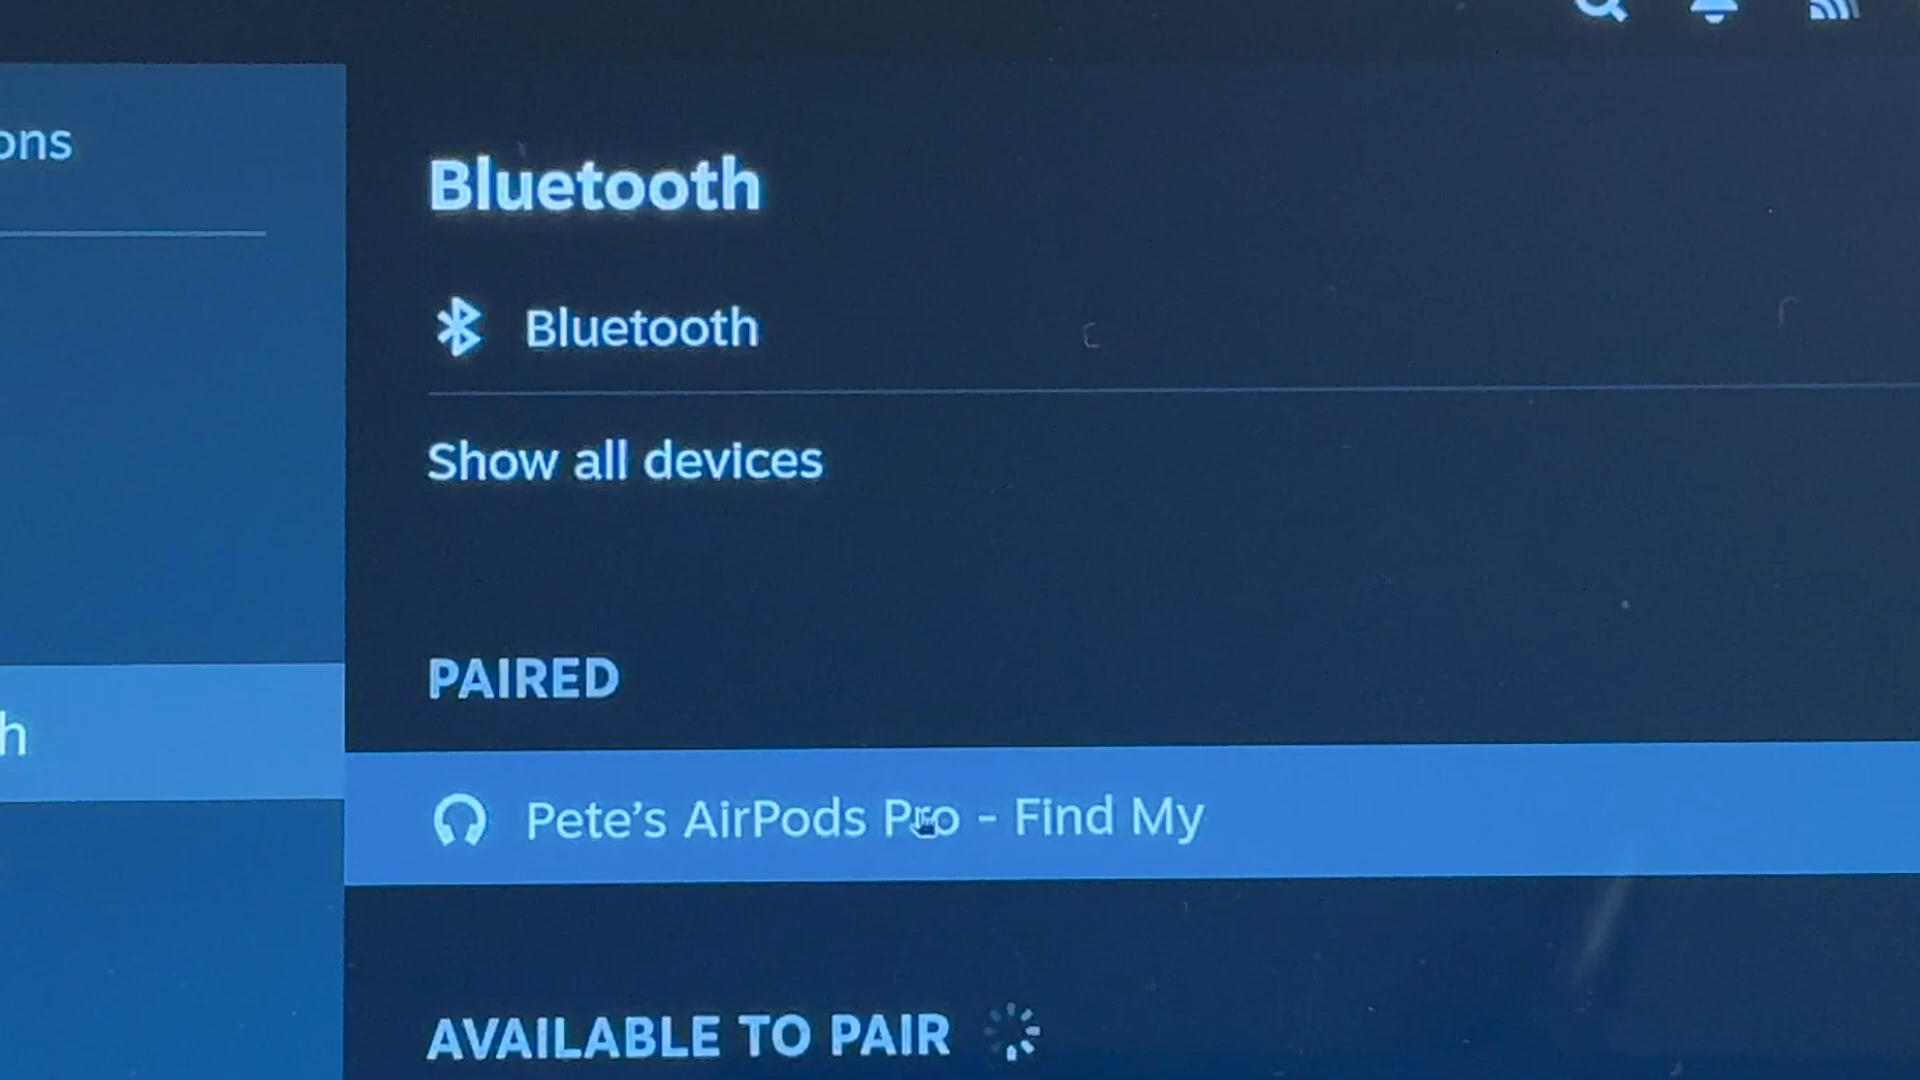 ons
Bluetooth
Bluetooth
Show all devices
PAIRED
h
Pete's AirPods Pro - Find My
AVAILABLE TO PAIR